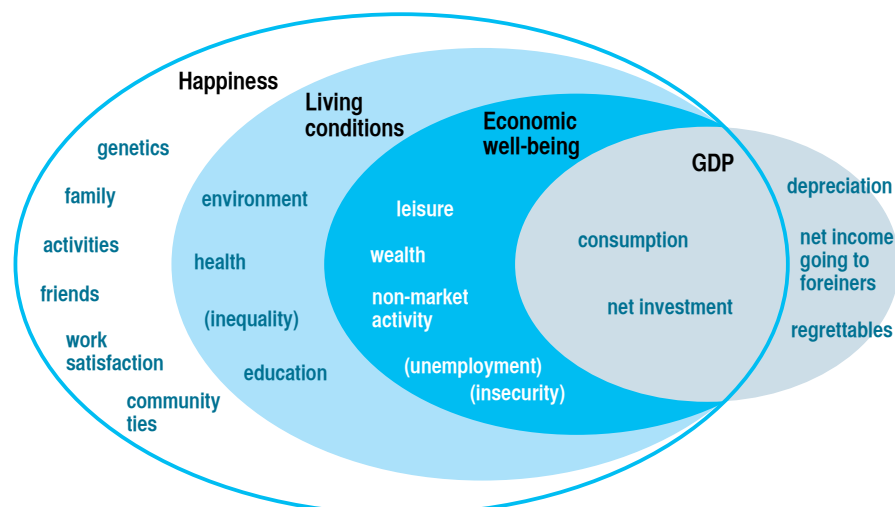 Happiness
genetics
family
activities
friends
work
satisfaction
community
ties
Living
conditions
environment
health
(inequality)
education
Economic
well-being
leisure
wealth
non-market
activity
(unemployment)
(insecurity)
GDP
consumption
net investment
depreciation
net income
going to
foreiners
regrettables